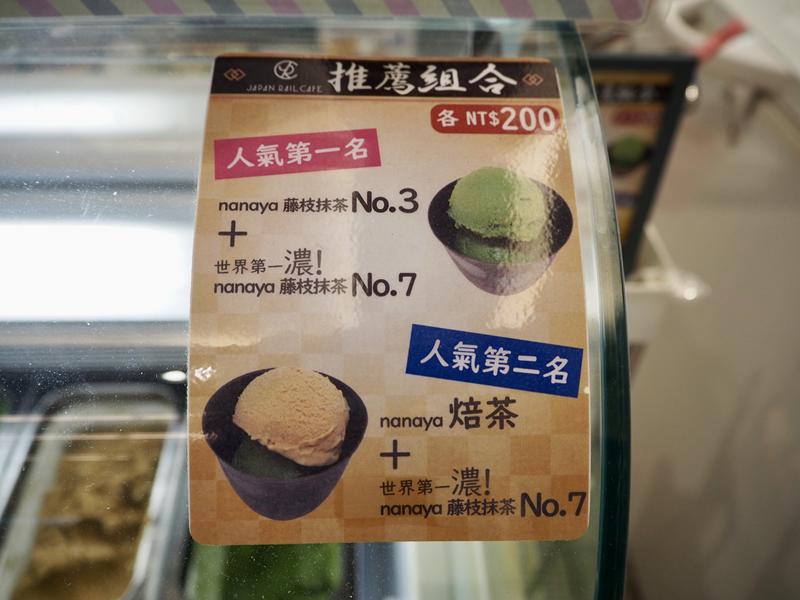 JAPAN RAIL CAFE 推薦組合
各 NT$200
人氣第一名
nanaya 藤枝抹茶 No.3
+
世界第一濃!
nanaya 藤枝抹茶 No.7
人氣第二名
nanaya 焙茶
+
世界第一濃!
nanaya 藤枝抹茶 No.7